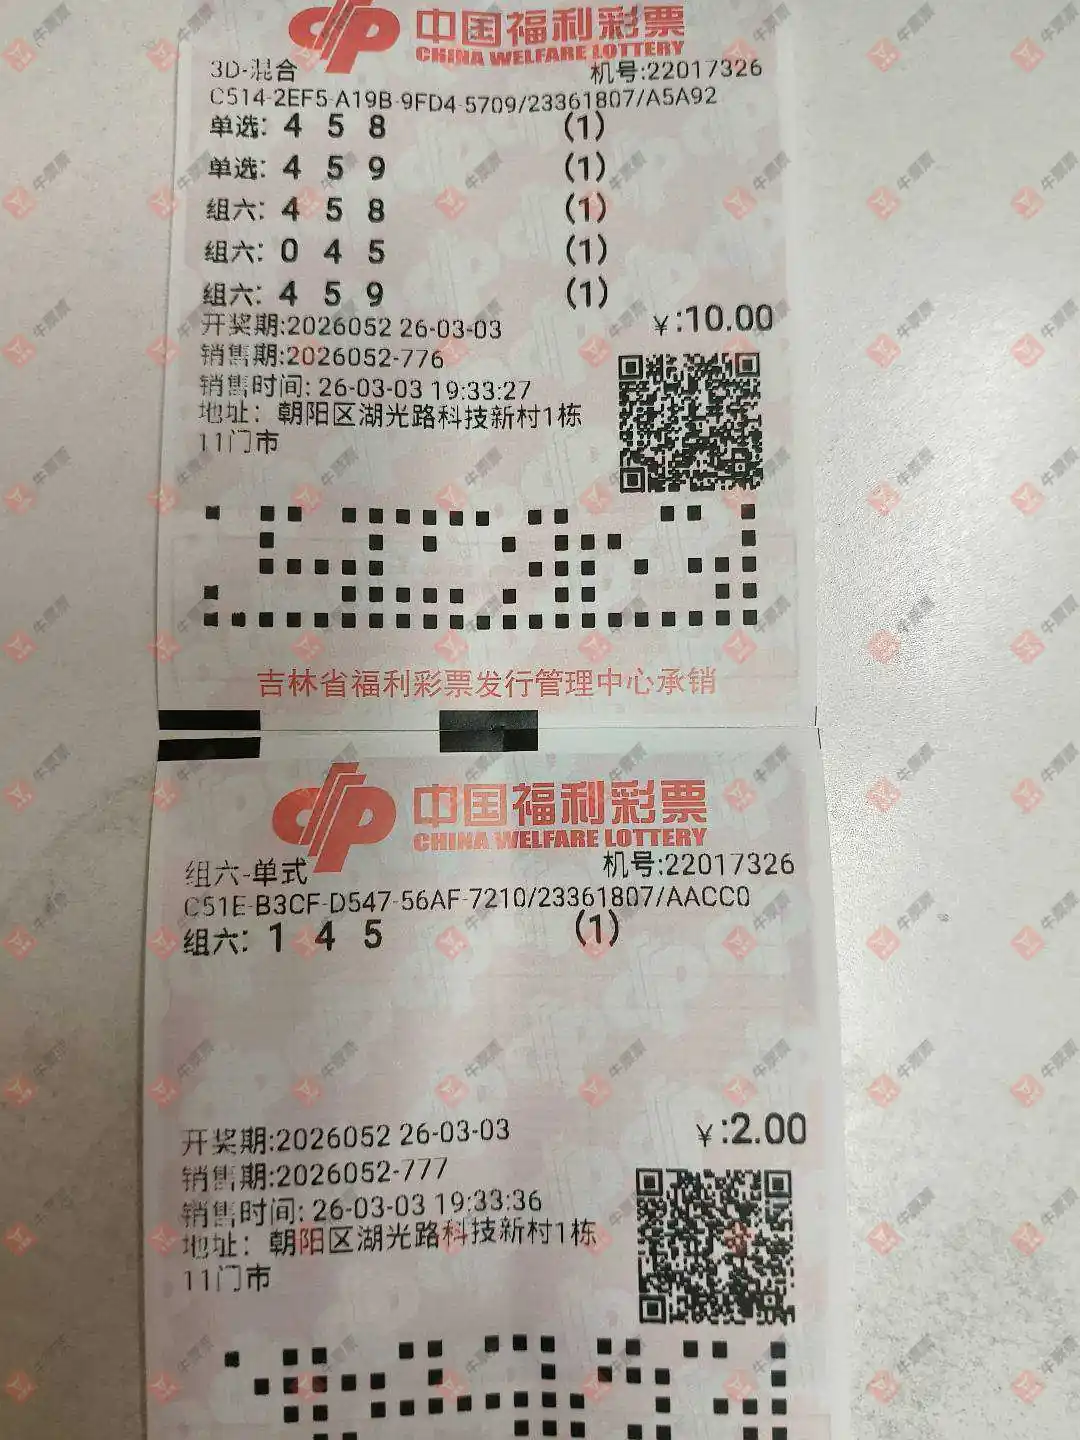 中国福利彩票
CHINA WELFARE LOTTERY
3D-混合 机号:22017326
C514-2EF5-A19B-9FD4-5709/23361807/A5A92
单选: 4 5 8 (1)
单选: 4 5 9 (1)
组六: 4 5 8 (1)
组六: 0 4 5 (1)
组六: 4 5 9 (1)
开奖期:2026052 26-03-03 ￥:10.00
销售期:2026052-776
销售时间: 26-03-03 19:33:27
地址: 朝阳区湖光路科技新村1栋
11门市
吉林省福利彩票发行管理中心承销
中国福利彩票
CHINA WELFARE LOTTERY
组六-单式 机号:22017326
C51E-B3CF-D547-56AF-7210/23361807/AACC0
组六: 1 4 5 (1)
开奖期:2026052 26-03-03 ￥:2.00
销售期:2026052-777
销售时间: 26-03-03 19:33:36
地址: 朝阳区湖光路科技新村1栋
11门市
牛票票